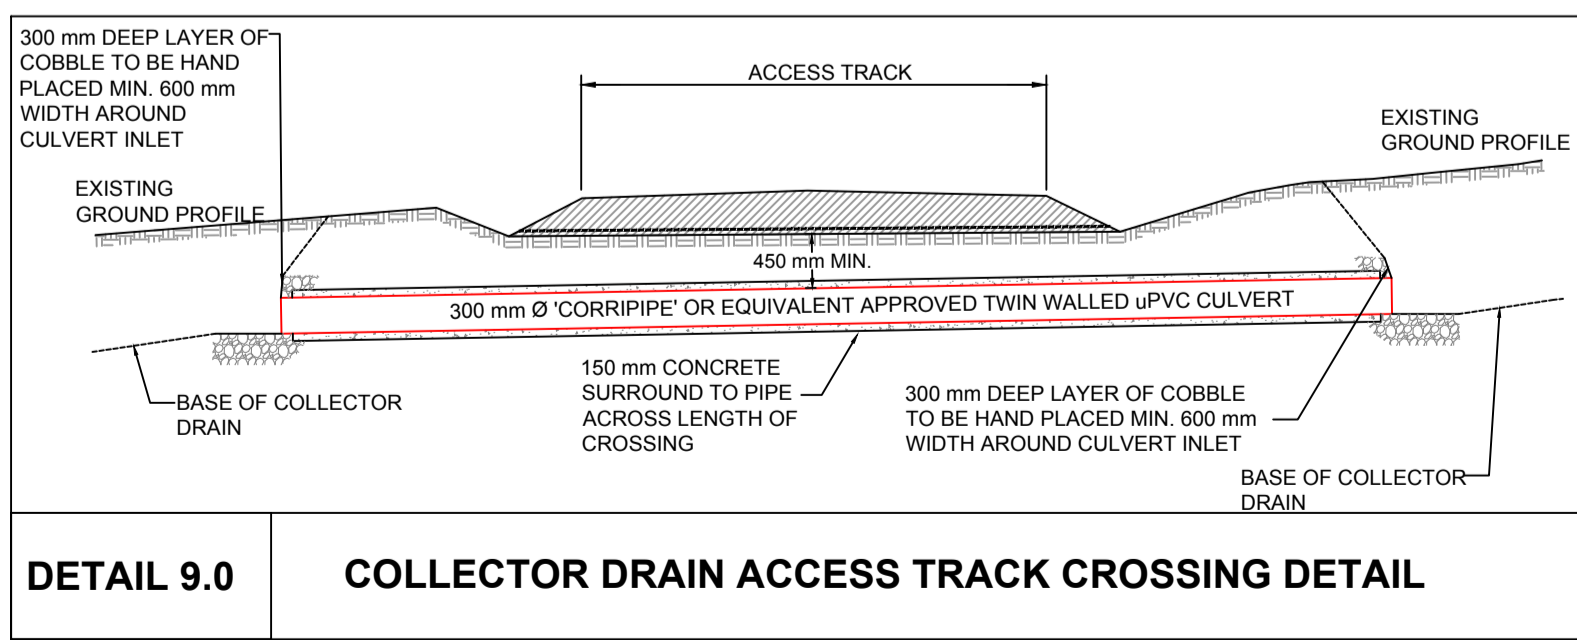 300 mm DEEP LAYER OF
COBBLE TO BE HAND
PLACED MIN. 600 mm
WIDTH AROUND
CULVERT INLET
ACCESS TRACK
EXISTING
GROUND PROFILE
EXISTING
GROUND PROFILE
450 mm MIN.
300 mm Ø 'CORRIPIPE' OR EQUIVALENT APPROVED TWIN WALLED uPVC CULVERT
BASE OF COLLECTOR
DRAIN
150 mm CONCRETE
SURROUND TO PIPE
ACROSS LENGTH OF
CROSSING
300 mm DEEP LAYER OF COBBLE
TO BE HAND PLACED MIN. 600 mm
WIDTH AROUND CULVERT INLET
BASE OF COLLECTOR
DRAIN
DETAIL 9.0
COLLECTOR DRAIN ACCESS TRACK CROSSING DETAIL